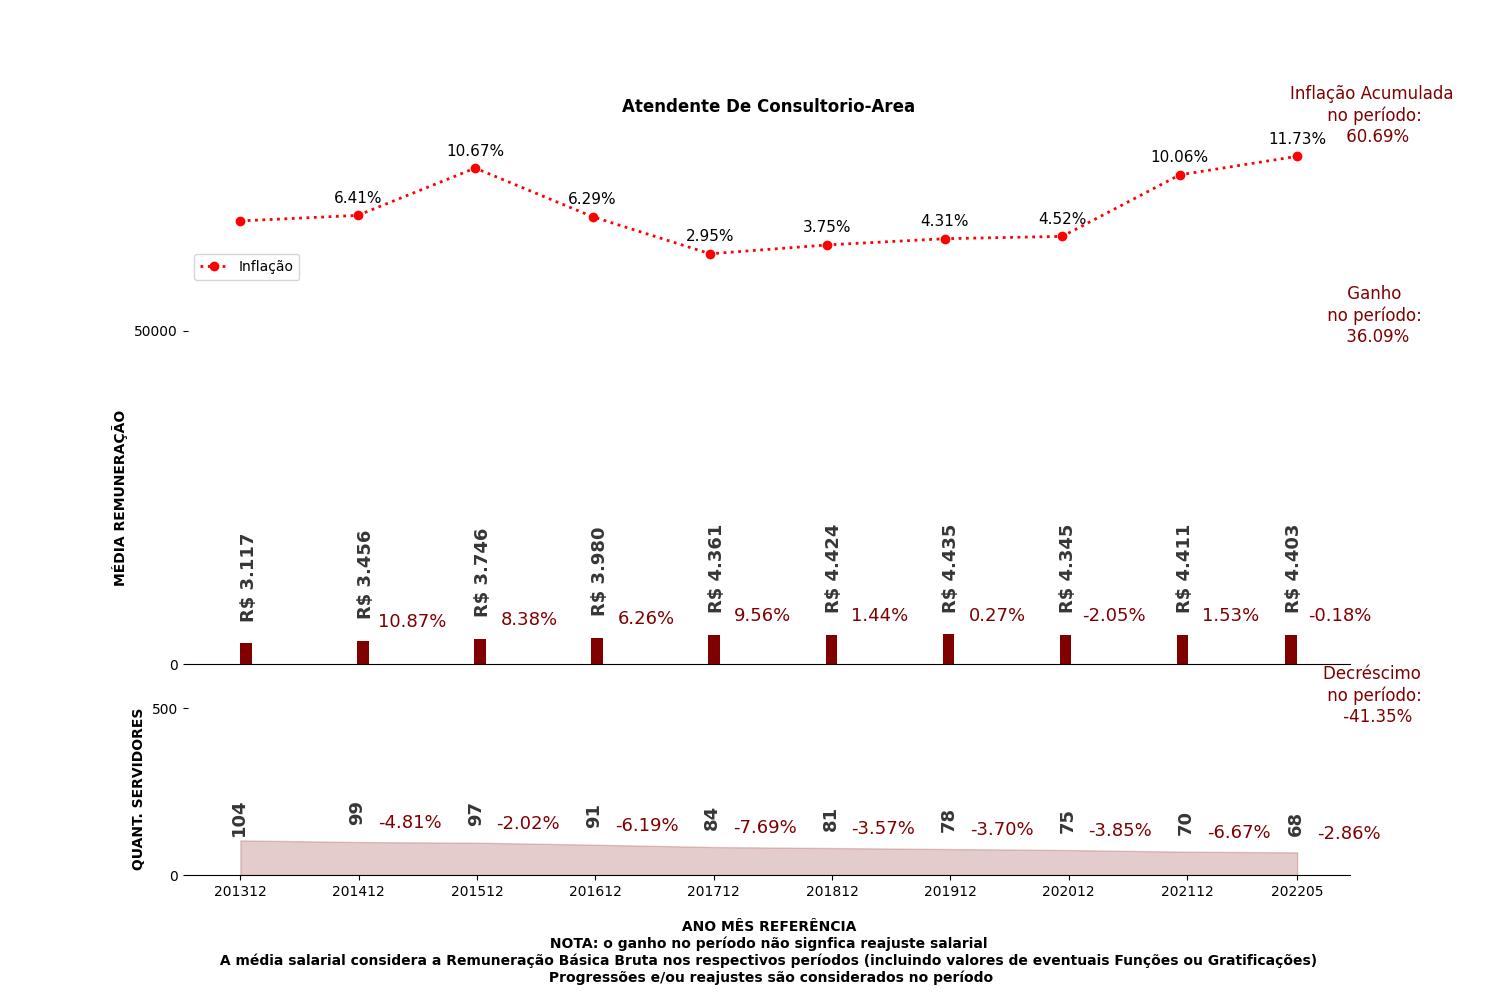 Atendente De Consultorio-Area
Inflação Acumulada
no período:
60.69%
6.41%
10.67%
6.29%
2.95%
3.75%
4.31%
4.52%
10.06%
11.73%
Inflação
Ganho
no período:
36.09%
50000
0
MÉDIA REMUNERAÇÃO
R$ 3.117
R$ 3.456
R$ 3.746
R$ 3.980
R$ 4.361
R$ 4.424
R$ 4.435
R$ 4.345
R$ 4.411
R$ 4.403
10.87%
8.38%
6.26%
9.56%
1.44%
0.27%
-2.05%
1.53%
-0.18%
Decréscimo
no período:
-41.35%
500
0
QUANT. SERVIDORES
104
99
97
91
84
81
78
75
70
68
-4.81%
-2.02%
-6.19%
-7.69%
-3.57%
-3.70%
-3.85%
-6.67%
-2.86%
201312
201412
201512
201612
201712
201812
201912
202012
202112
202205
ANO MÊS REFERÊNCIA
NOTA: o ganho no período não signfica reajuste salarial
A média salarial considera a Remuneração Básica Bruta nos respectivos períodos (incluindo valores de eventuais Funções ou Gratificações)
Progressões e/ou reajustes são considerados no período